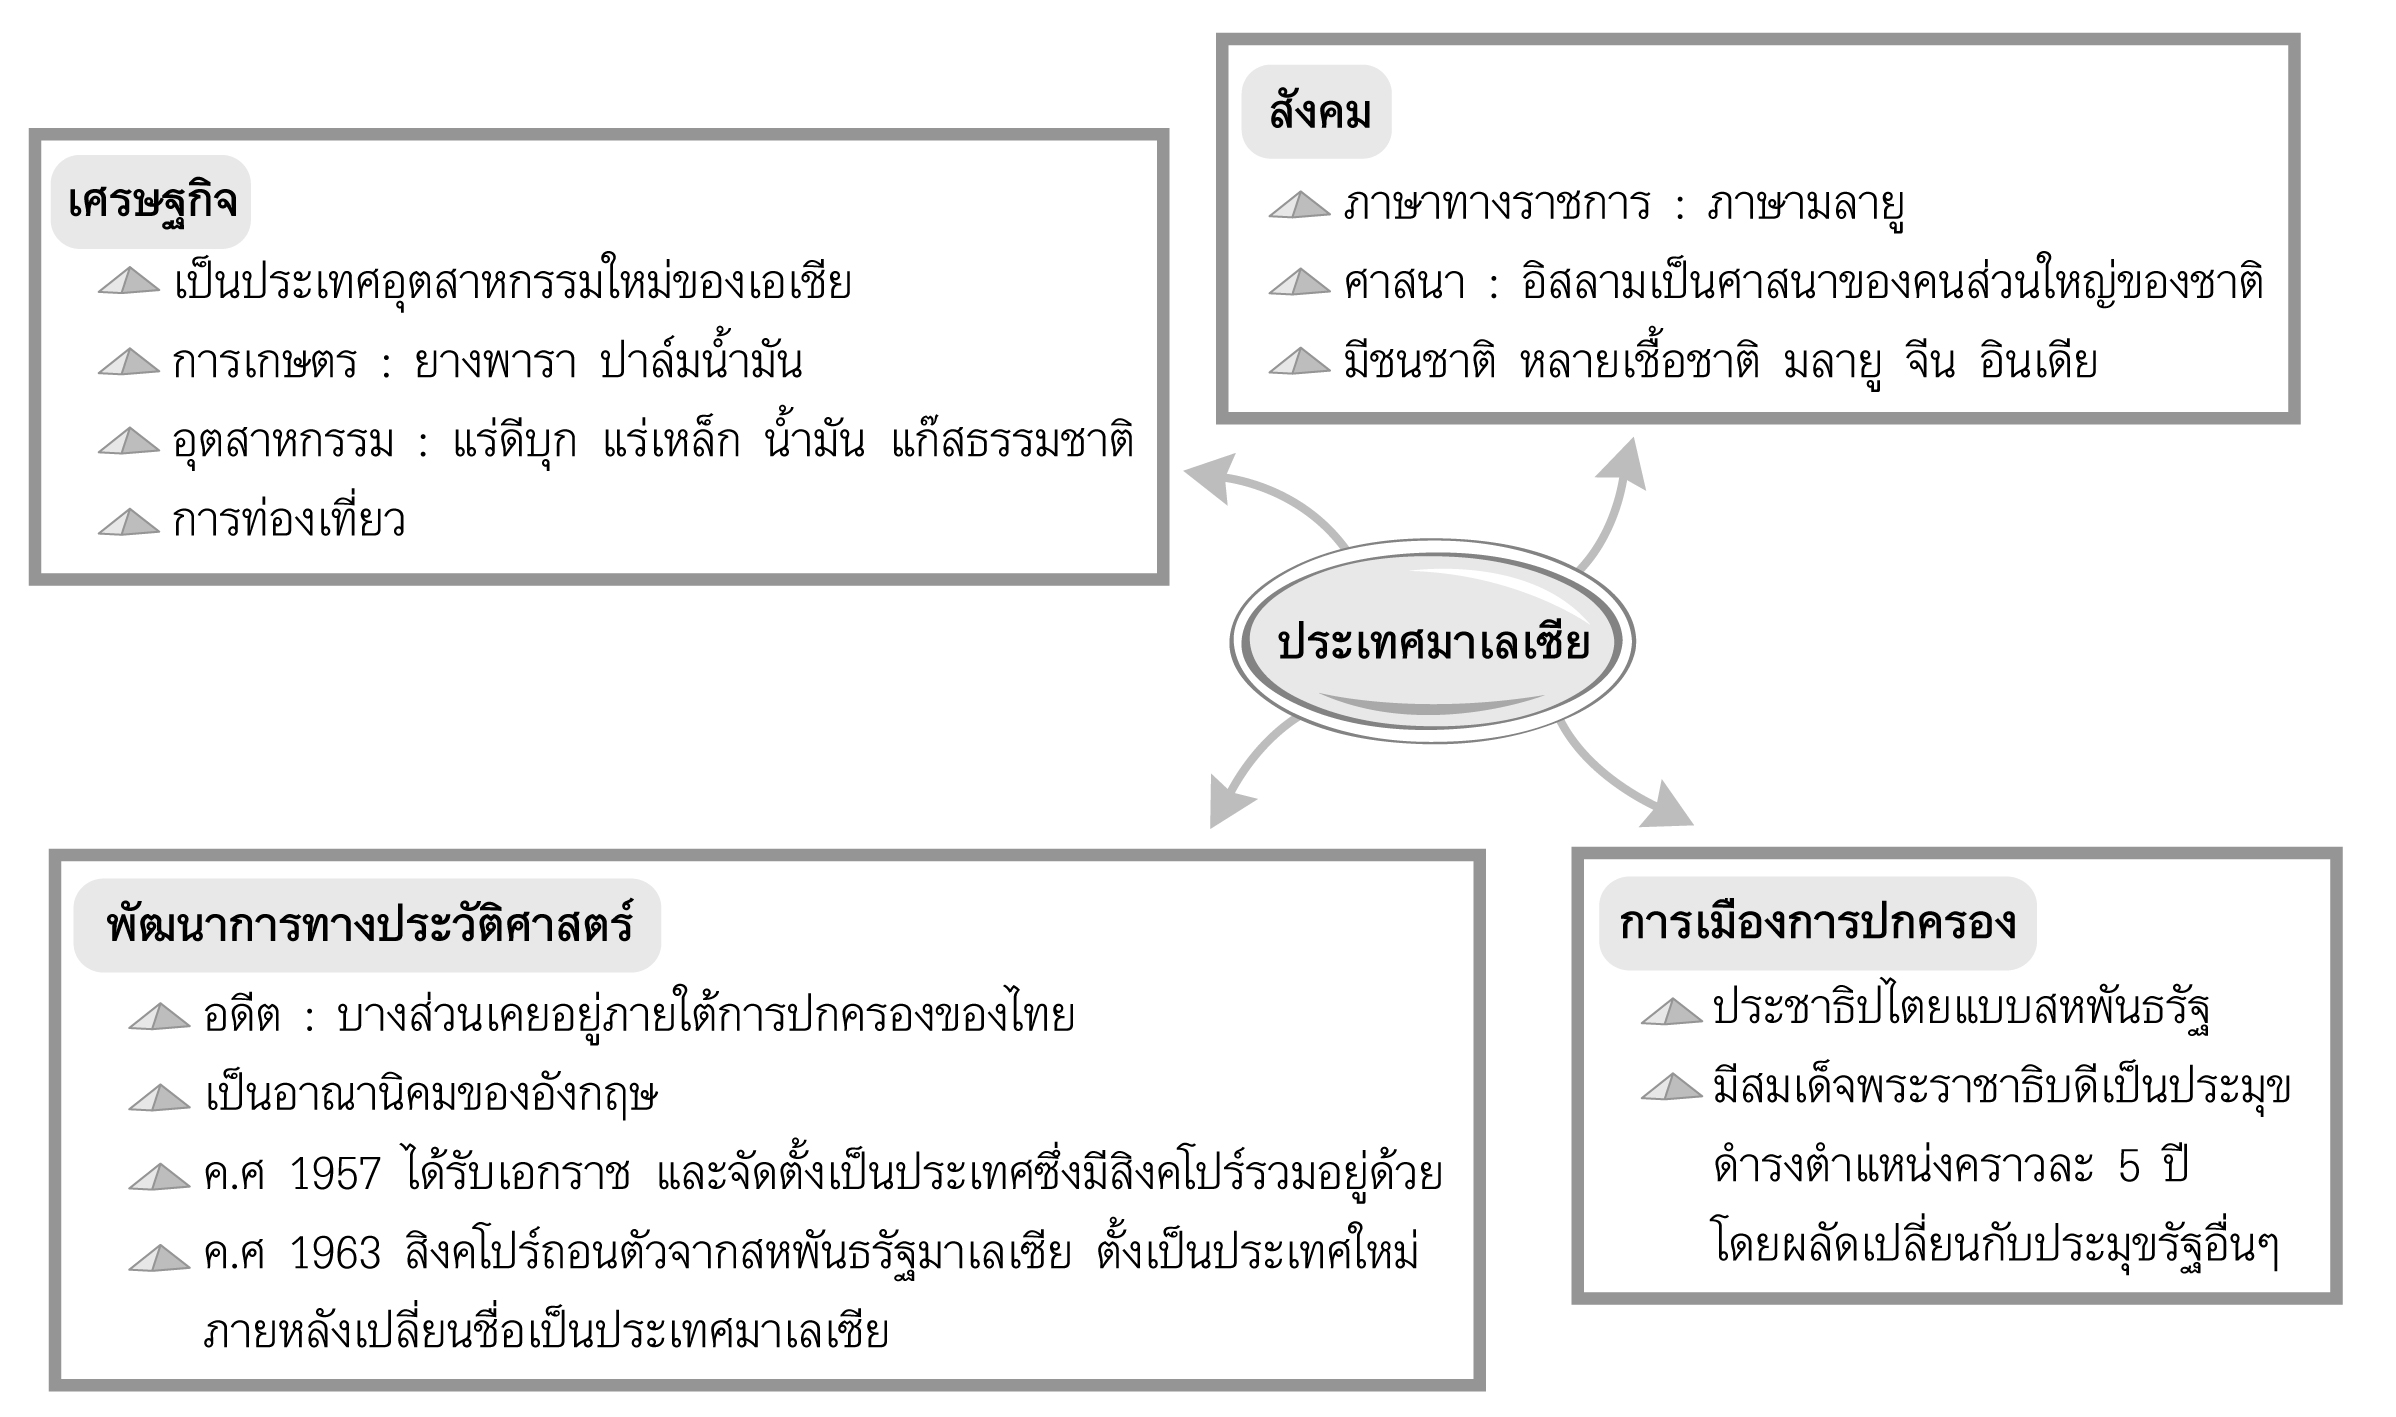 สังคม
ภาษาทางราชการ : ภาษามลายู
ศาสนา : อิสลามเป็นศาสนาของคนส่วนใหญ่ของชาติ
มีชนชาติ หลายเชื้อชาติ มลายู จีน อินเดีย
เศรษฐกิจ
เป็นประเทศอุตสาหกรรมใหม่ของเอเชีย
การเกษตร : ยางพารา ปาล์มน้ำมัน
อุตสาหกรรม : แร่ดีบุก แร่เหล็ก น้ำมัน แก๊สธรรมชาติ
การท่องเที่ยว
ประเทศมาเลเซีย
พัฒนาการทางประวัติศาสตร์
อดีต : บางส่วนเคยอยู่ภายใต้การปกครองของไทย
เป็นอาณานิคมของอังกฤษ
ค.ศ 1957 ได้รับเอกราช และจัดตั้งเป็นประเทศซึ่งมีสิงคโปร์รวมอยู่ด้วย
ค.ศ 1963 สิงคโปร์ถอนตัวจากสหพันธรัฐมาเลเซีย ตั้งเป็นประเทศใหม่
ภายหลังเปลี่ยนชื่อเป็นประเทศมาเลเซีย
การเมืองการปกครอง
ประชาธิปไตยแบบสหพันธรัฐ
มีสมเด็จพระราชาธิบดีเป็นประมุข
ดำรงตำแหน่งคราวละ 5 ปี
โดยผลัดเปลี่ยนกับประมุขรัฐอื่นๆ